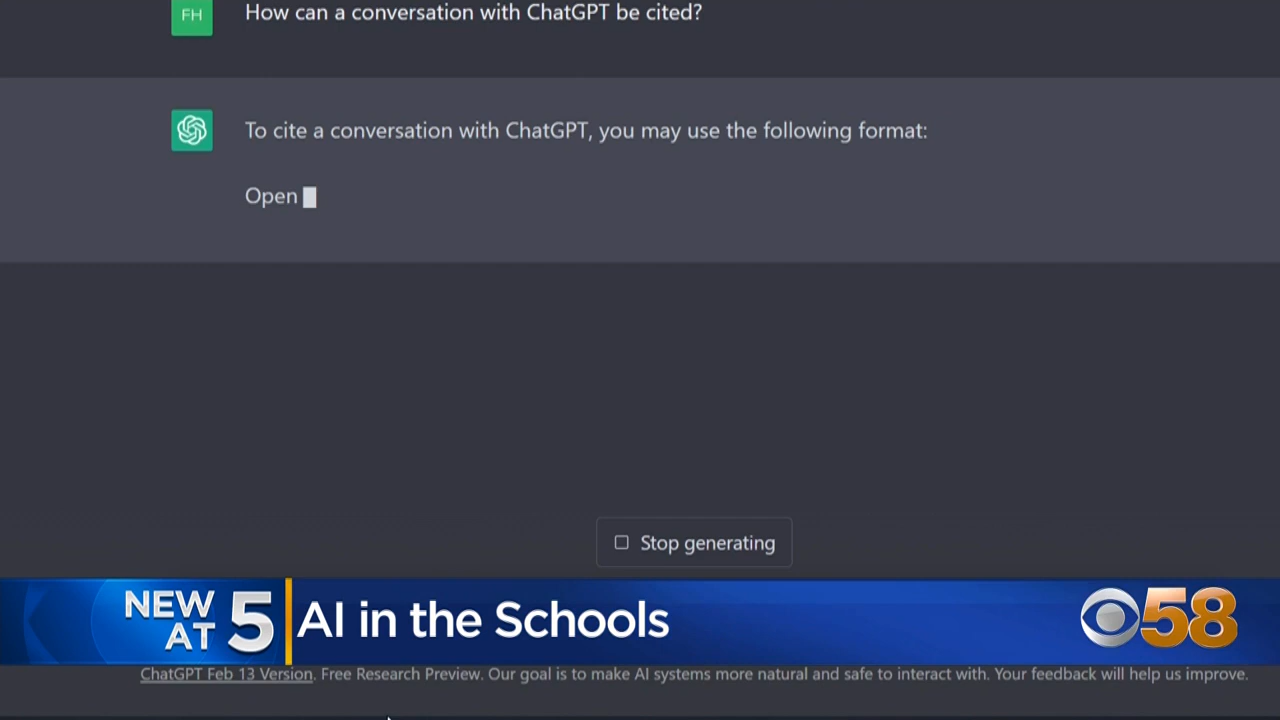 FH
How can a conversation with ChatGPT be cited?
To cite a conversation with ChatGPT, you may use the following format:
Open
Stop generating
NEW AT 5
AI in the Schools
58
ChatGPT Feb 13 Version. Free Research Preview. Our goal is to make AI systems more natural and safe to interact with. Your feedback will help us improve.